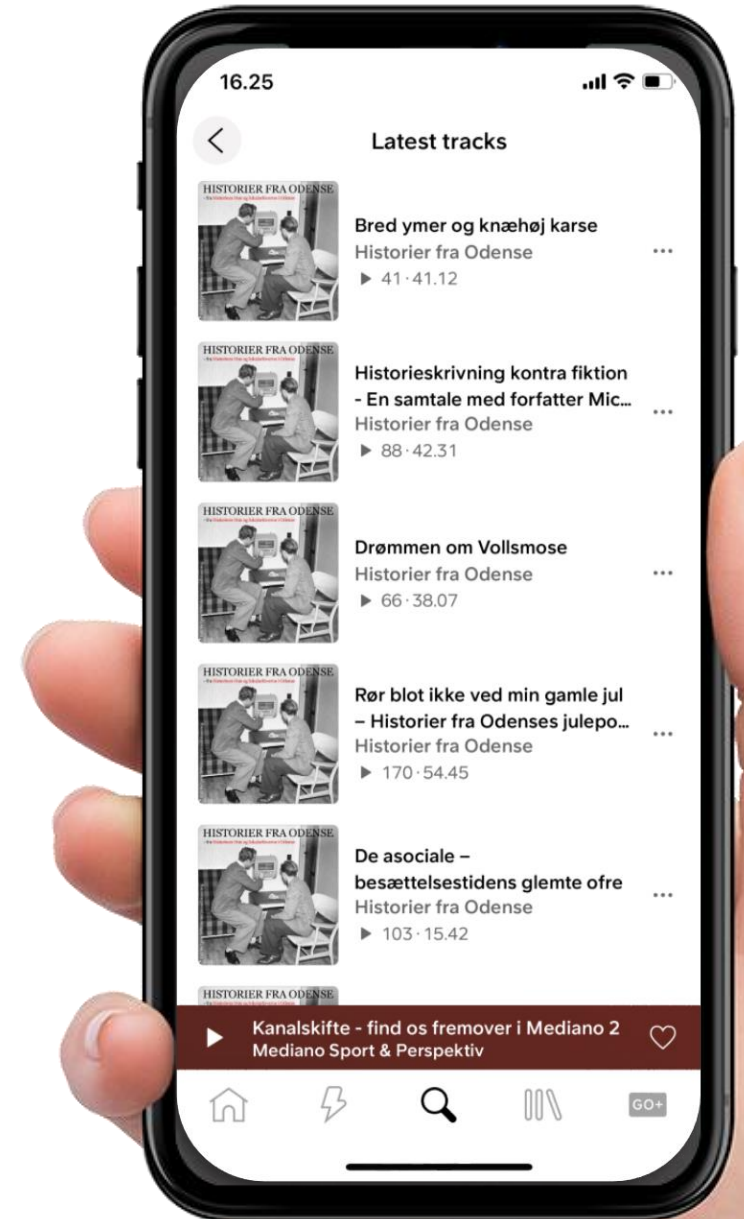 16.25
Latest tracks
HISTORIER FRA ODENSE
Bred ymer og knæhøj karse
Historier fra Odense
41 · 41.12
HISTORIER FRA ODENSE
Historieskrivning kontra fiktion
- En samtale med forfatter Mic...
Historier fra Odense
88 · 42.31
HISTORIER FRA ODENSE
Drømmen om Vollsmose
Historier fra Odense
66 · 38.07
HISTORIER FRA ODENSE
Rør blot ikke ved min gamle jul
– Historier fra Odenses julepo...
Historier fra Odense
170 · 54.45
HISTORIER FRA ODENSE
De asociale –
besættelsestidens glemte ofre
Historier fra Odense
103 · 15.42
HISTORIER FRA ODENSE
Kanalskifte - find os fremover i Mediano 2
Mediano Sport & Perspektiv
GO+